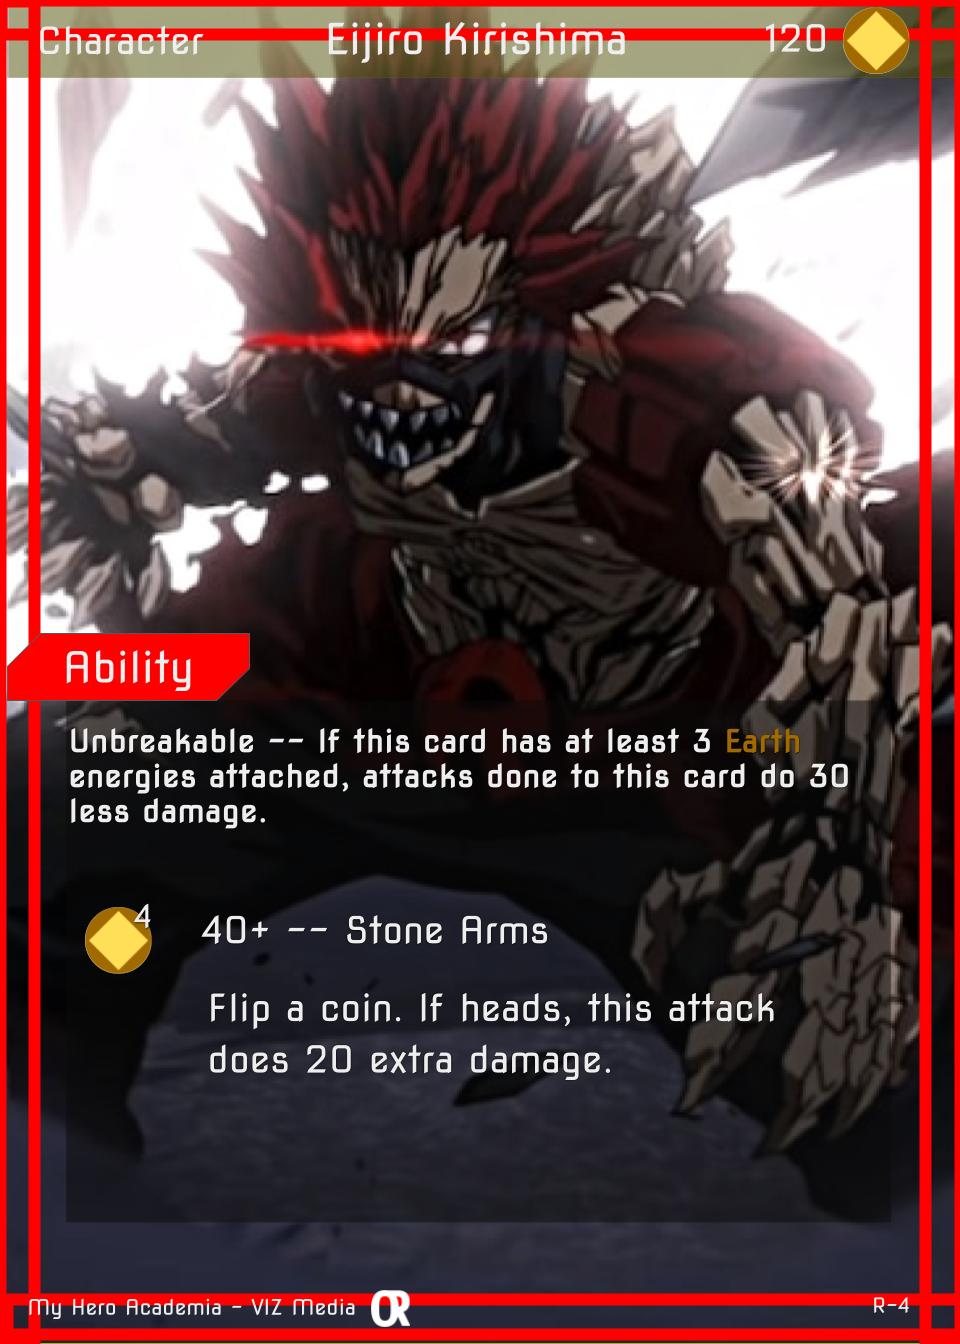 Character Eijiro Kirishima 120
Ability
Unbreakable -- If this card has at least 3 Earth
energies attached, attacks done to this card do 30
less damage.
4 40+ -- Stone Arms
Flip a coin. If heads, this attack
does 20 extra damage.
My Hero Academia - VIZ Media OR R-4